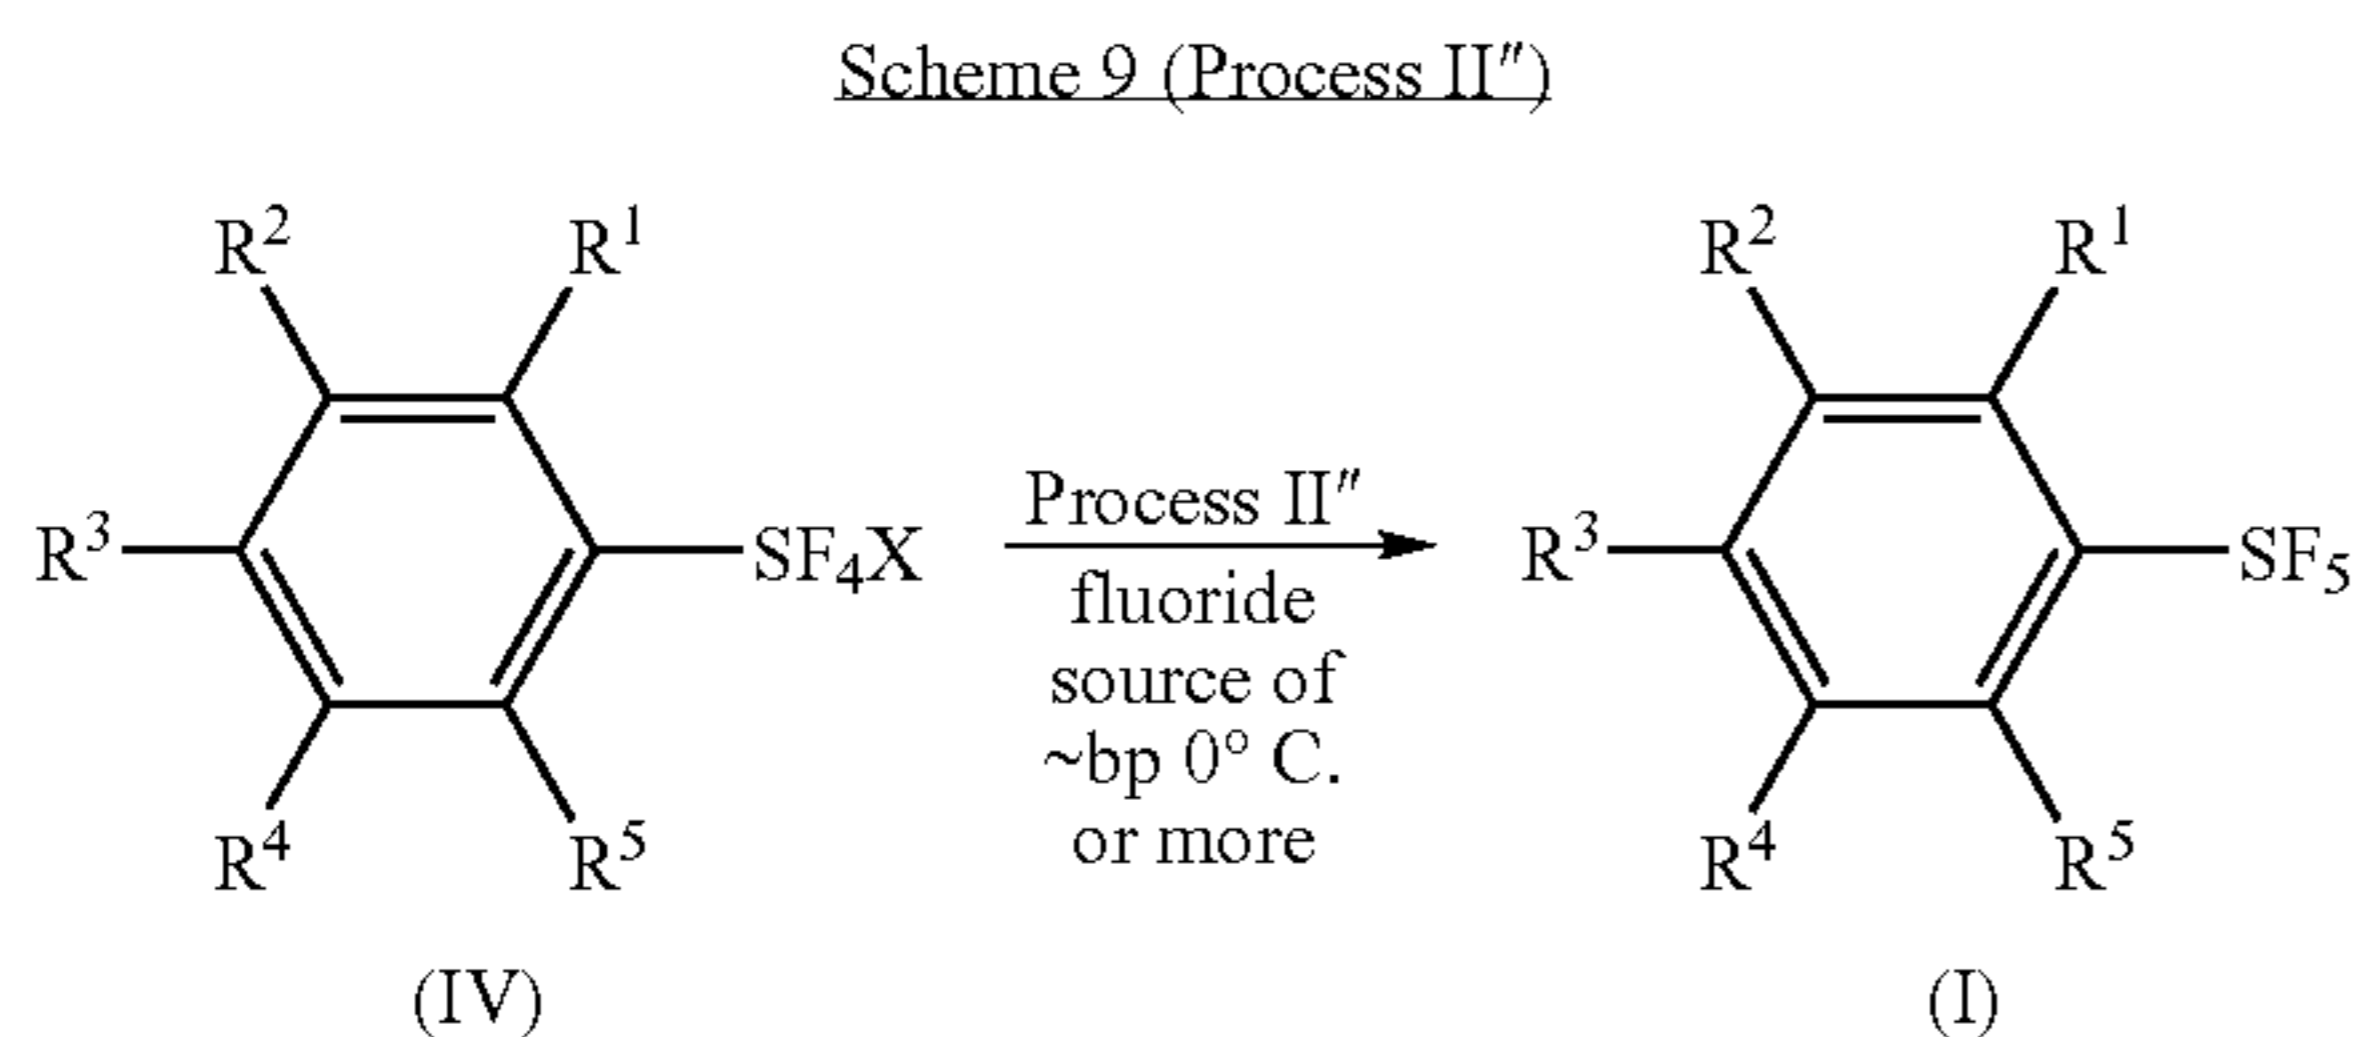 Scheme 9 (Process II″)
R² R¹
R³ SF₄X
R⁴ R⁵
(IV)
Process II″
fluoride
source of
~bp 0° C.
or more
R² R¹
R³ SF₅
R⁴ R⁵
(I)